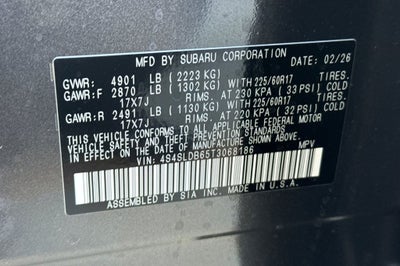 MFD BY SUBARU CORPORATION 02/26
GVWR: 4901 LB (2223 KG) TIRES.
GAWR:F 2870 LB (1302 KG) WITH 225/60R17
17X7J RIMS. AT 230 KPA (33 PSI) COLD
GAWR:R 2491 LB (1130 KG) WITH 225/60R17 TIRES.
17X7J RIMS. AT 220 KPA (32 PSI) COLD
THIS VEHICLE CONFORMS TO ALL APPLICABLE
FEDERAL MOTOR VEHICLE SAFETY, BUMPER, AND
THEFT PREVENTION STANDARDS IN EFFECT ON THE
DATE OF MANUFACTURE SHOWN ABOVE.
VIN: 4S4SLDB65T3068186 MPV
ASSEMBLED BY SIA INC. MADE IN U.S.A.